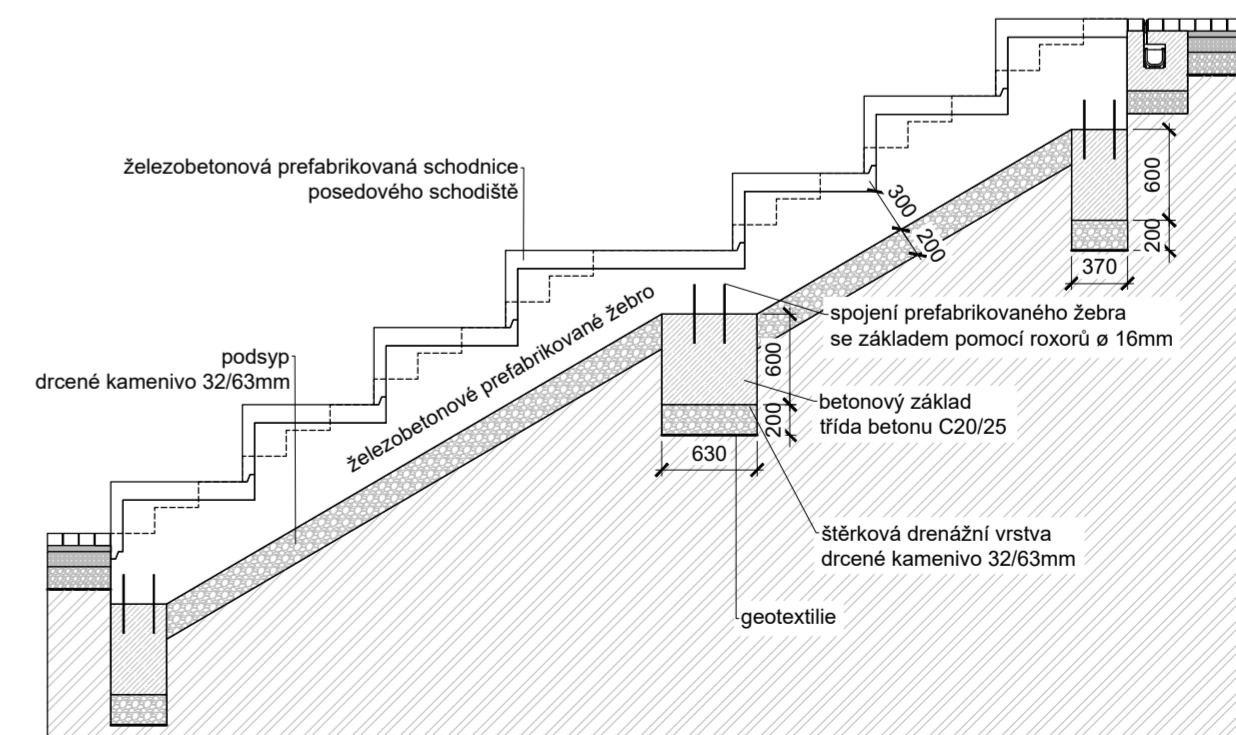 železobetonová prefabrikovaná schodnice
posedového schodiště
300
200
600
200
370
železobetonové prefabrikované žebro
spojení prefabrikovaného žebra
se základem pomocí roxorů ø 16mm
podsyp
drcené kamenivo 32/63mm
600
200
betonový základ
třída betonu C20/25
630
štěrková drenážní vrstva
drcené kamenivo 32/63mm
geotextilie